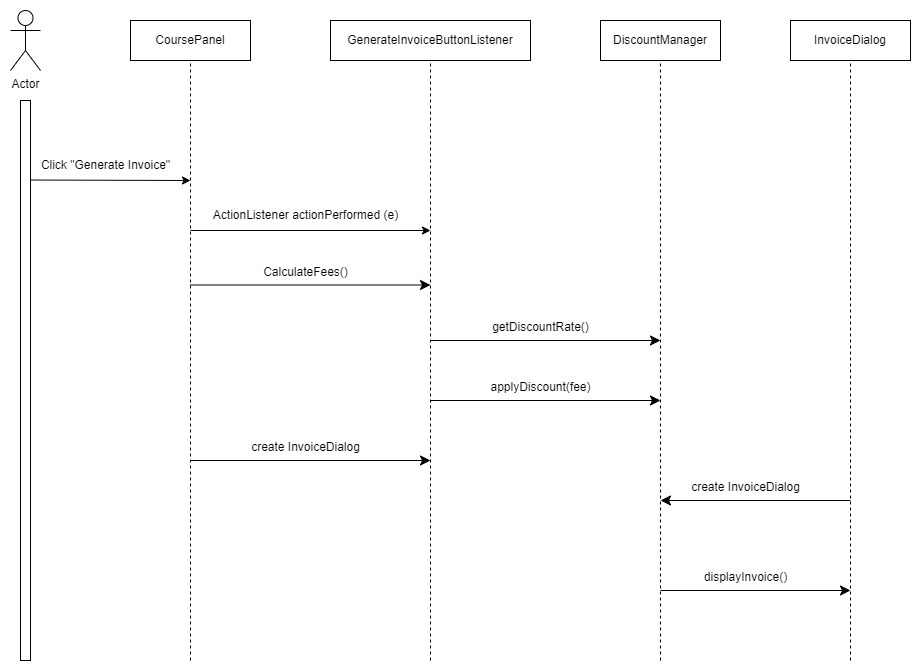 CoursePanel
GenerateInvoiceButtonListener
DiscountManager
InvoiceDialog
Actor
Click "Generate Invoice"
ActionListener actionPerformed (e)
CalculateFees()
getDiscountRate()
applyDiscount(fee)
create InvoiceDialog
create InvoiceDialog
displayInvoice()